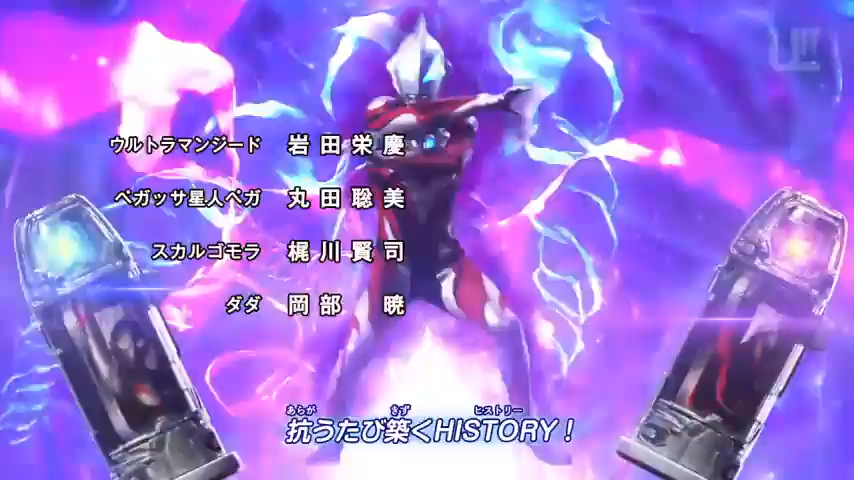 ウルトラマンジード 岩田栄慶
ペガッサ星人ペガ 丸田聡美
スカルゴモラ 梶川賢司
ダダ 岡部 暁
あらが きず ヒストリー
抗うたび築くHISTORY!